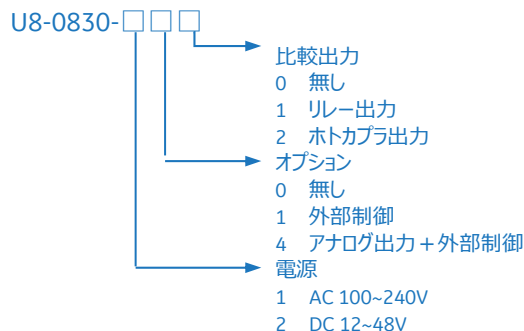 U8-0830-□□□
比較出力
0 無し
1 リレー出力
2 ホトカプラ出力
オプション
0 無し
1 外部制御
4 アナログ出力＋外部制御
電源
1 AC 100~240V
2 DC 12~48V